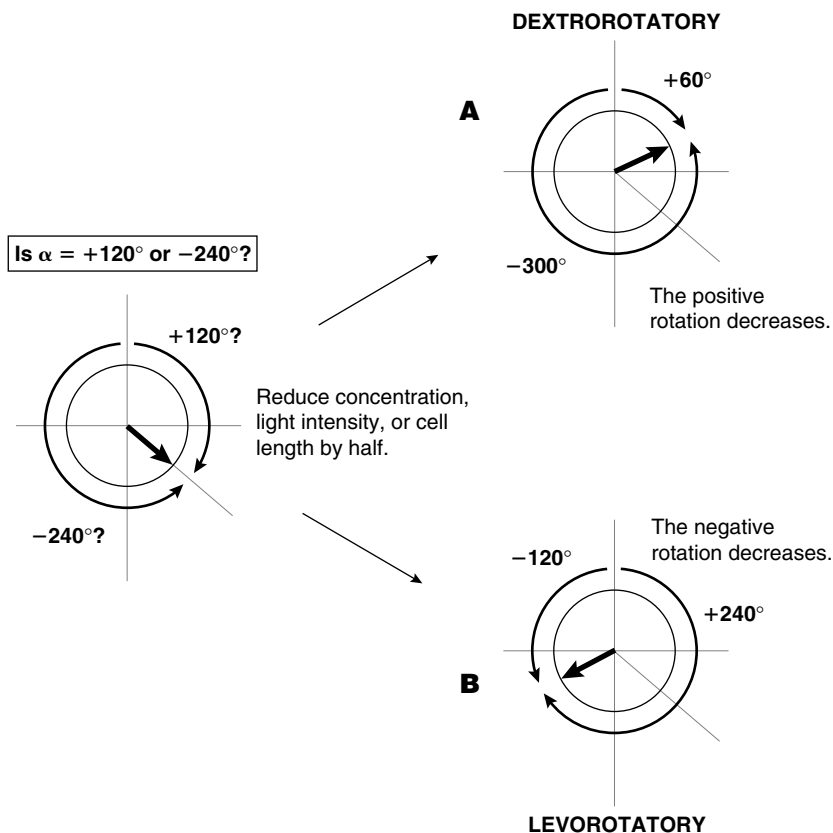 DEXTROROTATORY
+60°
A
−300°
The positive
rotation decreases.
Is α = +120° or −240°?
+120°?
−240°?
Reduce concentration,
light intensity, or cell
length by half.
The negative
rotation decreases.
−120°
+240°
B
LEVOROTATORY